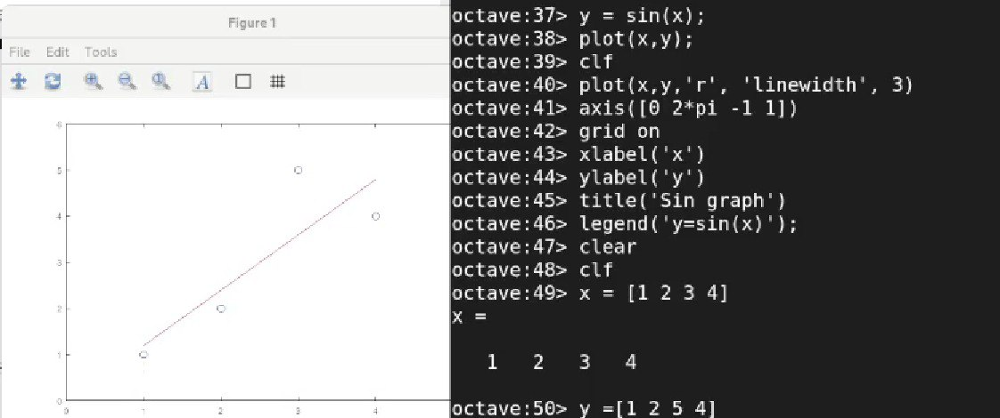 Figure 1
File Edit Tools
A
6
5
4
3
2
1
0
0 1 2 3 4
octave:37> y = sin(x);
octave:38> plot(x,y);
octave:39> clf
octave:40> plot(x,y,'r', 'linewidth', 3)
octave:41> axis([0 2*pi -1 1])
octave:42> grid on
octave:43> xlabel('x')
octave:44> ylabel('y')
octave:45> title('Sin graph')
octave:46> legend('y=sin(x)');
octave:47> clear
octave:48> clf
octave:49> x = [1 2 3 4]
x =
1 2 3 4
octave:50> y =[1 2 5 4]